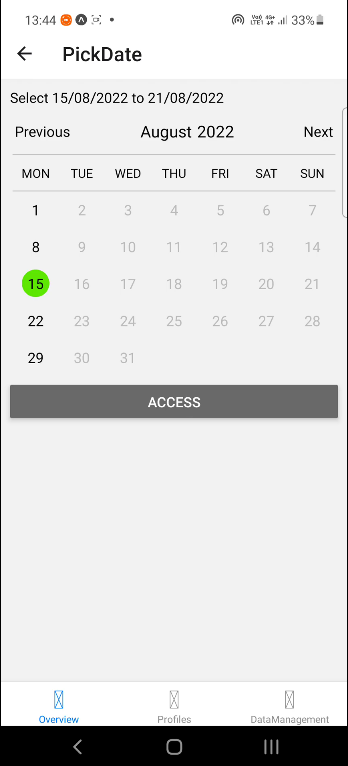 13:44 33%
PickDate
Select 15/08/2022 to 21/08/2022
Previous August 2022 Next
MON TUE WED THU FRI SAT SUN
1 2 3 4 5 6 7
8 9 10 11 12 13 14
15 16 17 18 19 20 21
22 23 24 25 26 27 28
29 30 31
ACCESS
Overview Profiles DataManagement